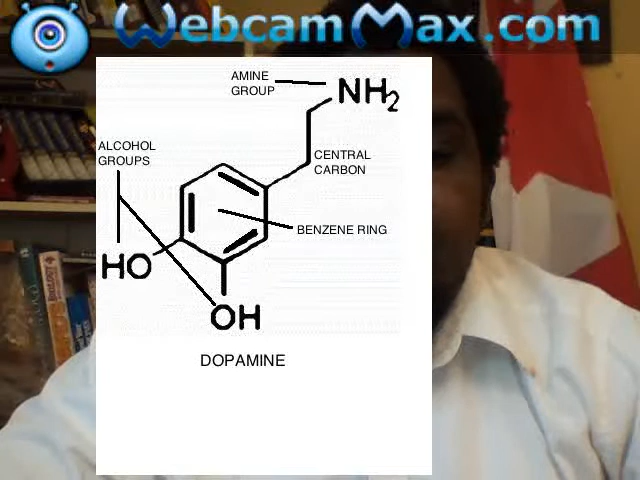 WebcamMax.com
AMINE
GROUP
NH2
ALCOHOL
GROUPS
CENTRAL
CARBON
BENZENE RING
HO
OH
DOPAMINE